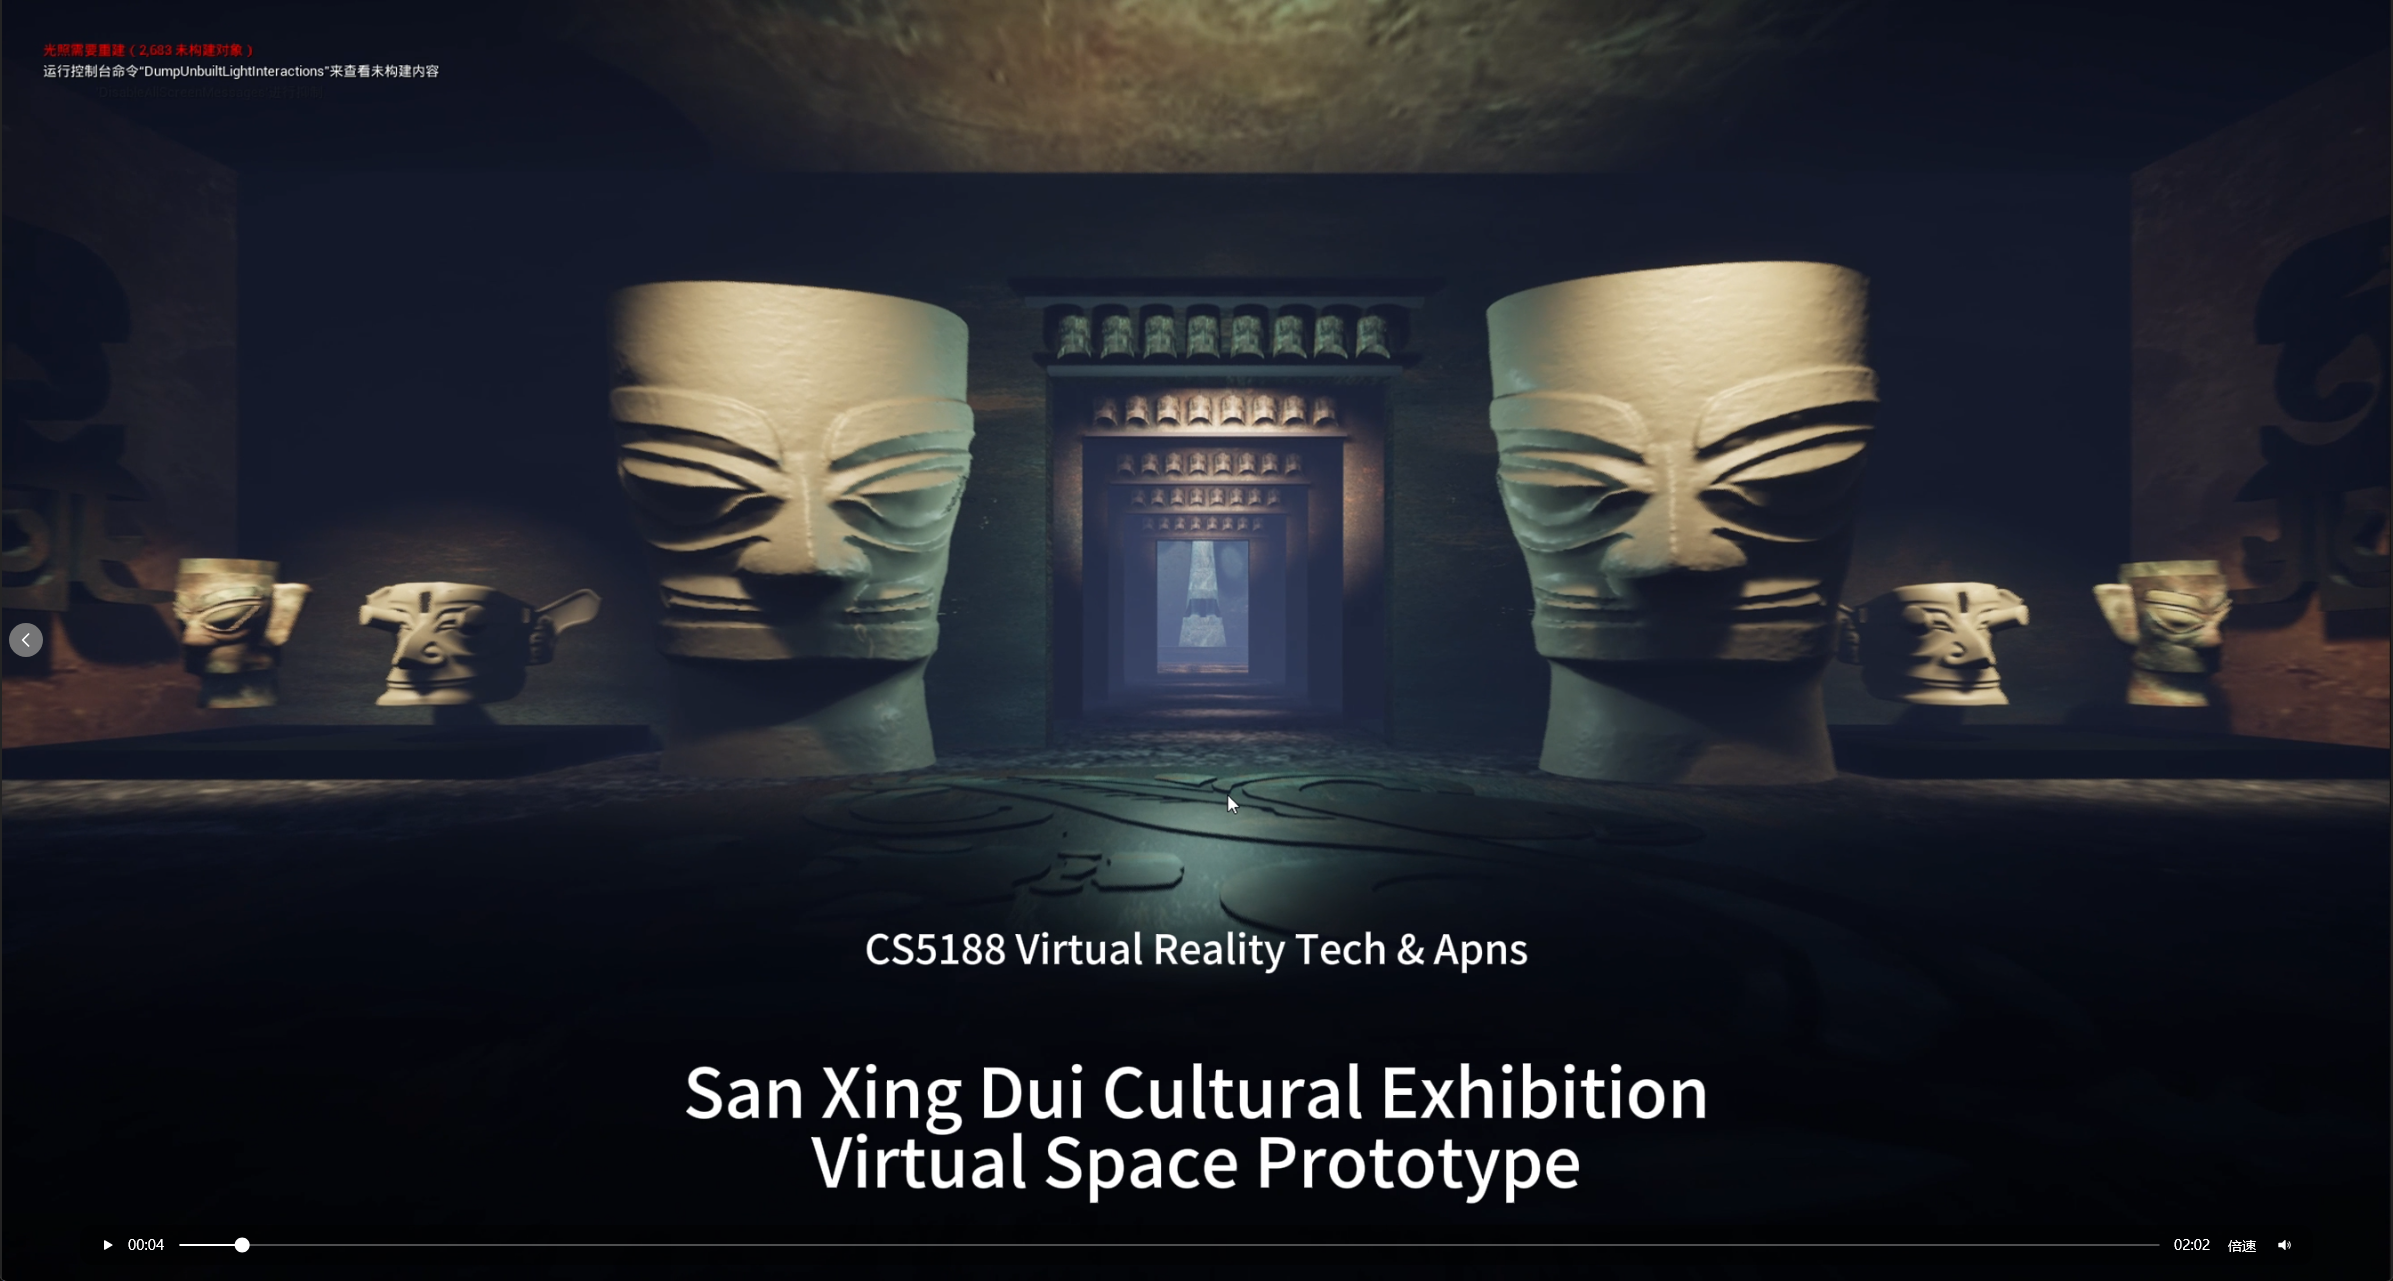 光照需要重建（2,683 未构建对象）
运行控制台命令“DumpUnbuiltLightInteractions”来查看未构建内容
CS5188 Virtual Reality Tech & Apns
San Xing Dui Cultural Exhibition
Virtual Space Prototype
00:04
02:02 倍速